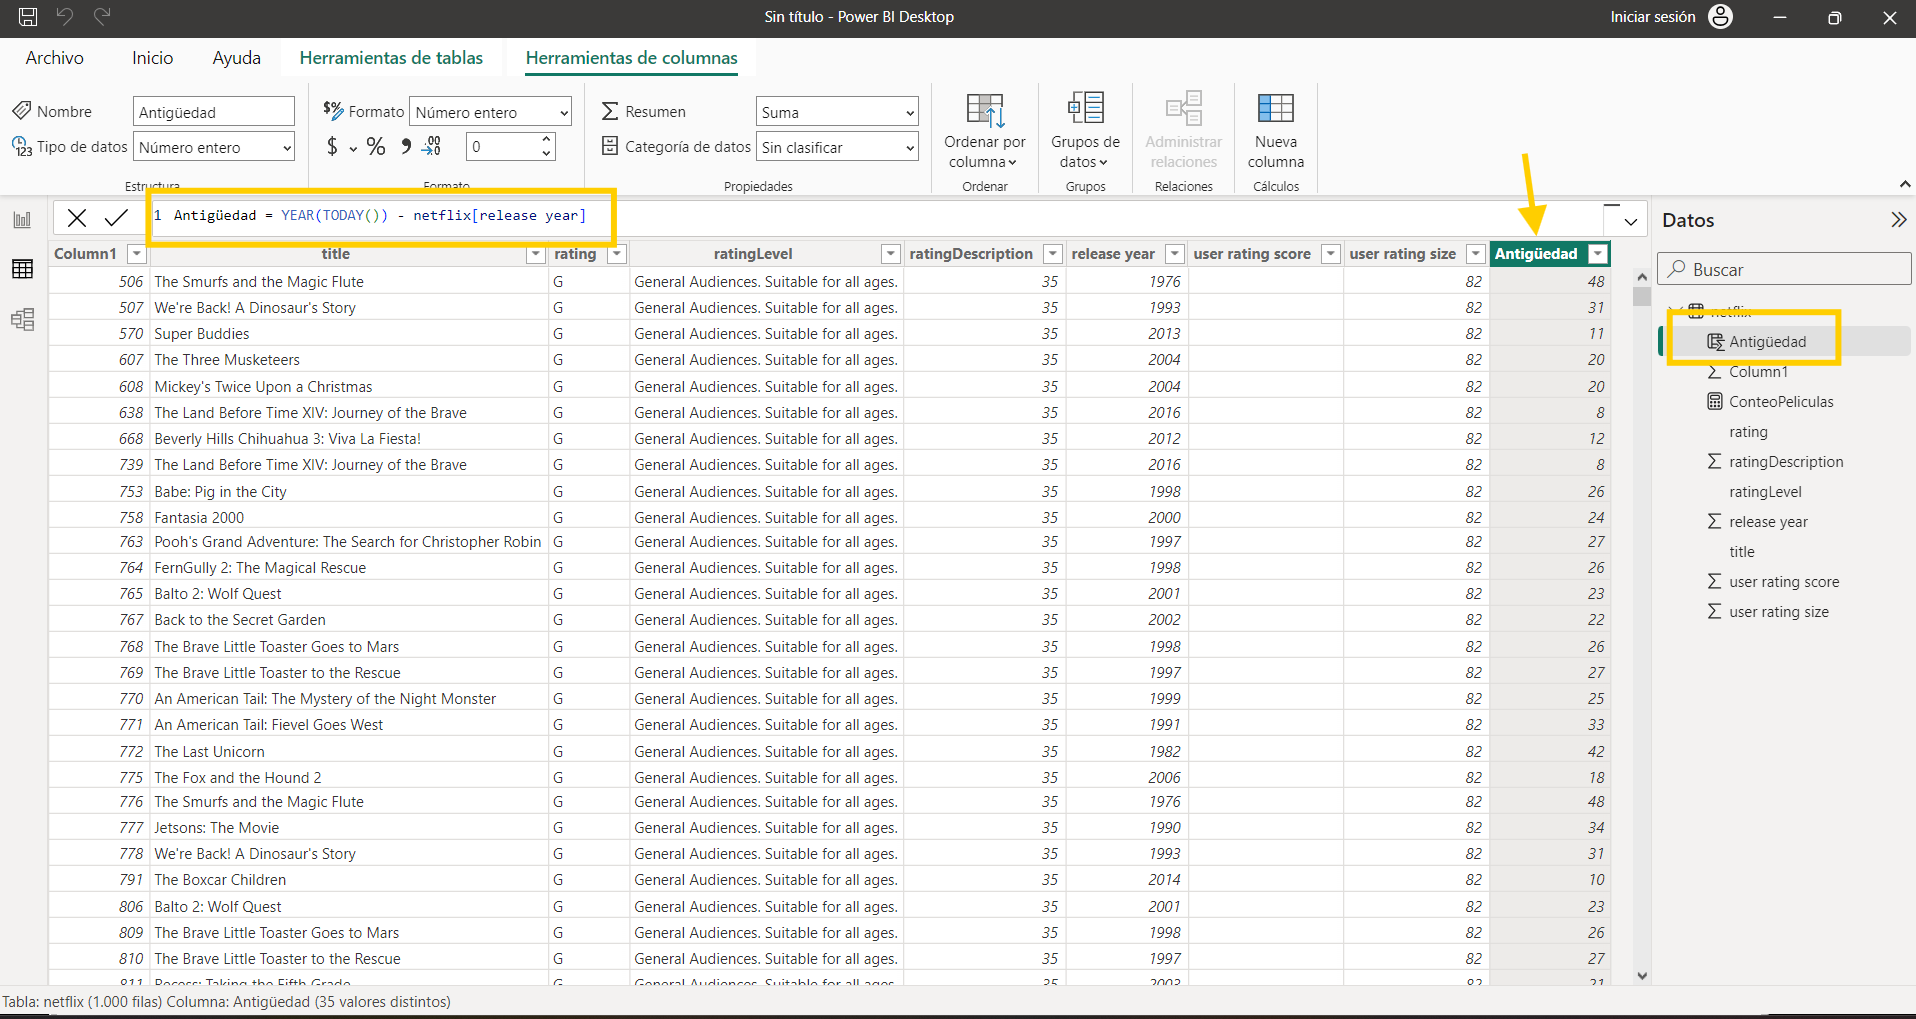 Sin título - Power BI Desktop
Iniciar sesión
Archivo Inicio Ayuda Herramientas de tablas Herramientas de columnas
Nombre Antigüedad
Tipo de datos Número entero
Estructura
$% Formato Número entero
$ % 0
Formato
Resumen Suma
Categoría de datos Sin clasificar
Propiedades
Ordenar por columna
Ordenar
Grupos de datos
Grupos
Administrar relaciones
Relaciones
Nueva columna
Cálculos
1 Antigüedad = YEAR(TODAY()) - netflix[release year]
Column1 title rating ratingLevel ratingDescription release year user rating score user rating size Antigüedad
506 The Smurfs and the Magic Flute G General Audiences. Suitable for all ages. 35 1976 82 48
507 We're Back! A Dinosaur's Story G General Audiences. Suitable for all ages. 35 1993 82 31
570 Super Buddies G General Audiences. Suitable for all ages. 35 2013 82 11
607 The Three Musketeers G General Audiences. Suitable for all ages. 35 2004 82 20
608 Mickey's Twice Upon a Christmas G General Audiences. Suitable for all ages. 35 2004 82 20
638 The Land Before Time XIV: Journey of the Brave G General Audiences. Suitable for all ages. 35 2016 82 8
668 Beverly Hills Chihuahua 3: Viva La Fiesta! G General Audiences. Suitable for all ages. 35 2012 82 12
739 The Land Before Time XIV: Journey of the Brave G General Audiences. Suitable for all ages. 35 2016 82 8
753 Babe: Pig in the City G General Audiences. Suitable for all ages. 35 1998 82 26
758 Fantasia 2000 G General Audiences. Suitable for all ages. 35 2000 82 24
763 Pooh's Grand Adventure: The Search for Christopher Robin G General Audiences. Suitable for all ages. 35 1997 82 27
764 FernGully 2: The Magical Rescue G General Audiences. Suitable for all ages. 35 1998 82 26
765 Balto 2: Wolf Quest G General Audiences. Suitable for all ages. 35 2001 82 23
767 Back to the Secret Garden G General Audiences. Suitable for all ages. 35 2002 82 22
768 The Brave Little Toaster Goes to Mars G General Audiences. Suitable for all ages. 35 1998 82 26
769 The Brave Little Toaster to the Rescue G General Audiences. Suitable for all ages. 35 1997 82 27
770 An American Tail: The Mystery of the Night Monster G General Audiences. Suitable for all ages. 35 1999 82 25
771 An American Tail: Fievel Goes West G General Audiences. Suitable for all ages. 35 1991 82 33
772 The Last Unicorn G General Audiences. Suitable for all ages. 35 1982 82 42
775 The Fox and the Hound 2 G General Audiences. Suitable for all ages. 35 2006 82 18
776 The Smurfs and the Magic Flute G General Audiences. Suitable for all ages. 35 1976 82 48
777 Jetsons: The Movie G General Audiences. Suitable for all ages. 35 1990 82 34
778 We're Back! A Dinosaur's Story G General Audiences. Suitable for all ages. 35 1993 82 31
791 The Boxcar Children G General Audiences. Suitable for all ages. 35 2014 82 10
806 Balto 2: Wolf Quest G General Audiences. Suitable for all ages. 35 2001 82 23
809 The Brave Little Toaster Goes to Mars G General Audiences. Suitable for all ages. 35 1998 82 26
810 The Brave Little Toaster to the Rescue G General Audiences. Suitable for all ages. 35 1997 82 27
811 Recess: Taking the Fifth Grade G General Audiences. Suitable for all ages. 35 2003 82 21
Tabla: netflix (1.000 filas) Columna: Antigüedad (35 valores distintos)
Datos
Buscar
netflix
Antigüedad
Column1
ConteoPeliculas
rating
ratingDescription
ratingLevel
release year
title
user rating score
user rating size